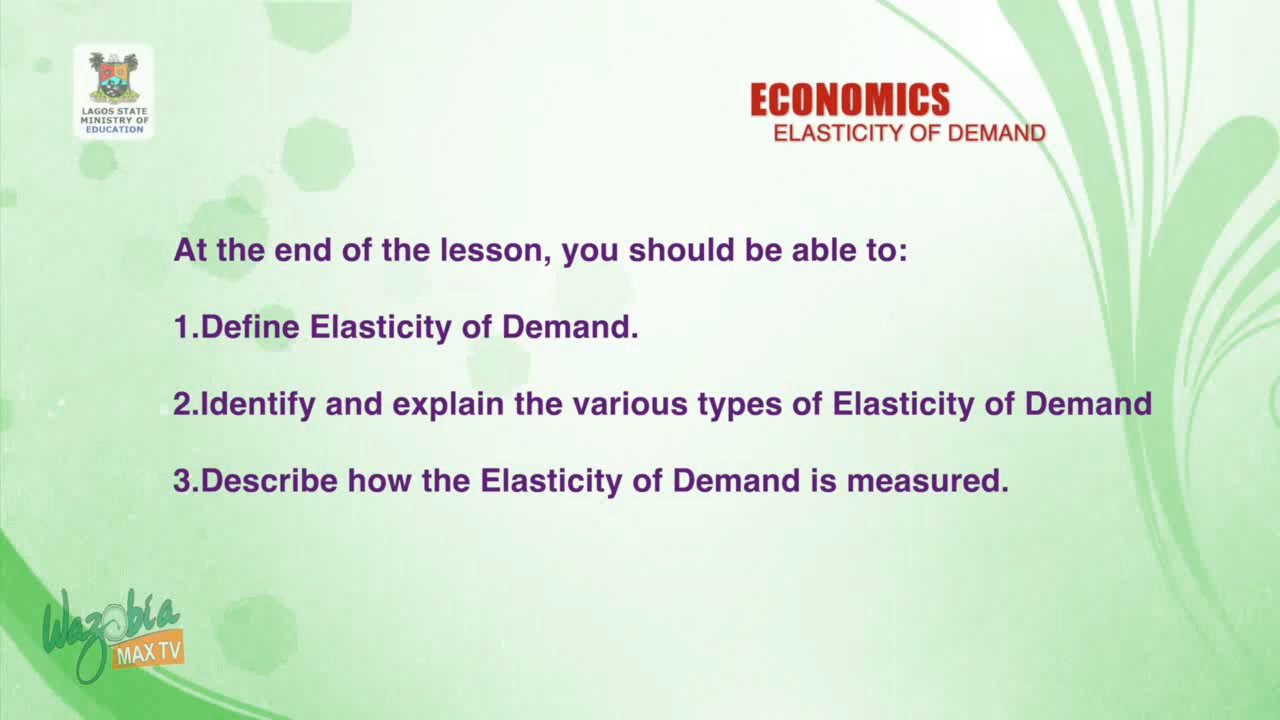 LAGOS STATE
MINISTRY OF
EDUCATION
ECONOMICS
ELASTICITY OF DEMAND
At the end of the lesson, you should be able to:
1.Define Elasticity of Demand.
2.Identify and explain the various types of Elasticity of Demand
3.Describe how the Elasticity of Demand is measured.
Wazobia
MAX TV